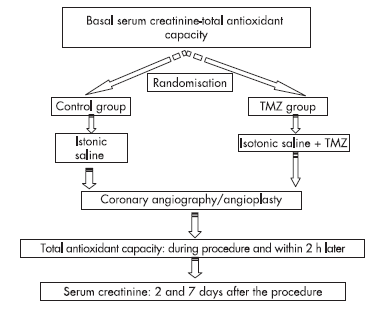 Basal serum creatinine-total antioxidant
capacity
Randomisation
Control group
TMZ group
Istonic
saline
Isotonic saline + TMZ
Coronary angiography/angioplasty
Total antioxidant capacity: during procedure and within 2 h later
Serum creatinine: 2 and 7 days after the procedure